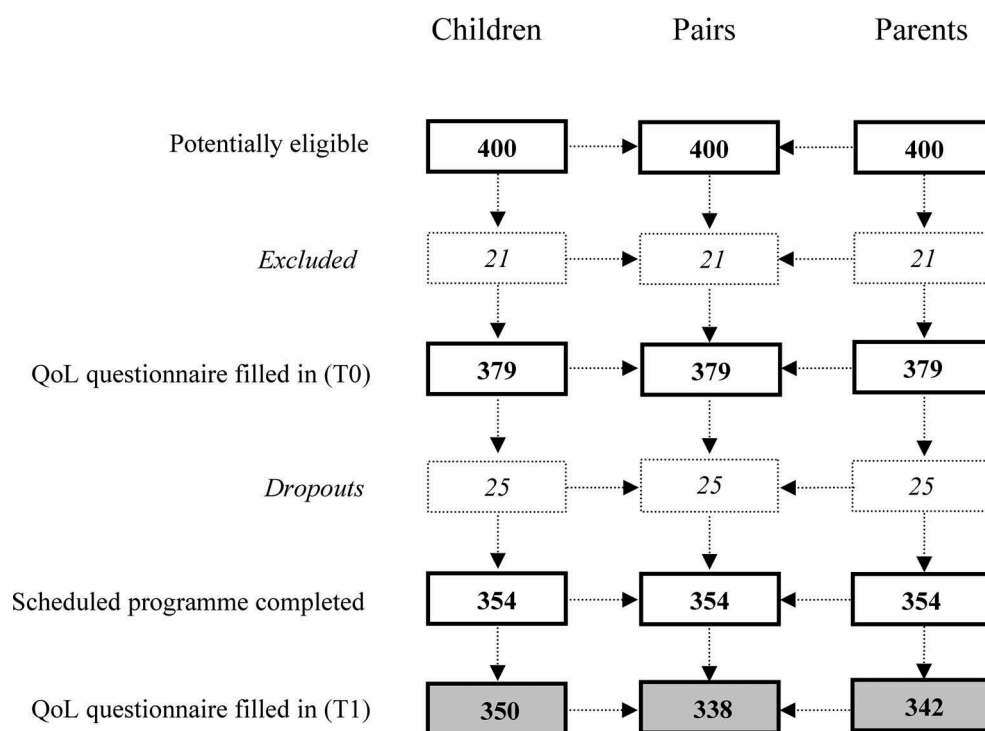 Children Pairs Parents
Potentially eligible 400 400 400
Excluded 21 21 21
QoL questionnaire filled in (T0) 379 379 379
Dropouts 25 25 25
Scheduled programme completed 354 354 354
QoL questionnaire filled in (T1) 350 338 342